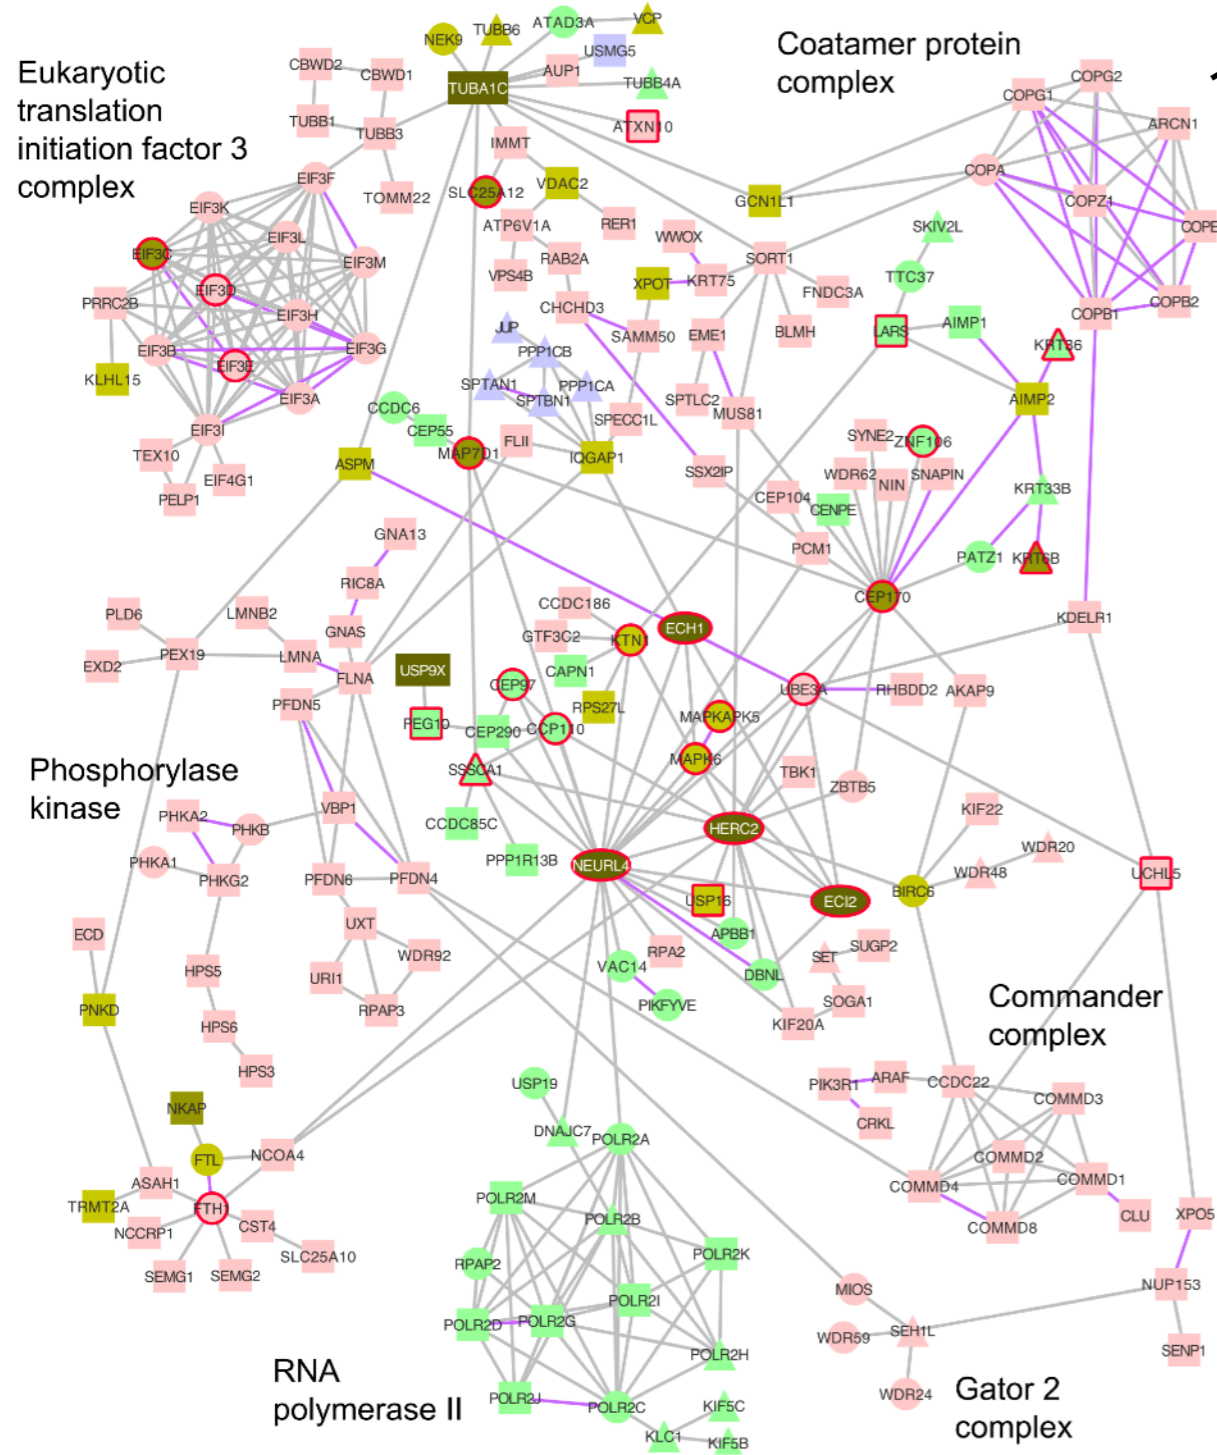 Eukaryotic
translation
initiation factor 3
complex
Coatamer protein
complex
1
NEK9
TUBB6
ATAD3A
VCP
USMG5
AUP1
TUBB4A
TUBA1C
ATXN10
CBWD2
CBWD1
TUBB1
TUBB3
TOMM22
IMMT
SLC25A12
VDAC2
RER1
ATP6V1A
VPS4B
RAB2A
CHCHD3
SAMM50
XPOT
WWOX
KRT75
SORT1
FNDC3A
BLMH
EME1
SPTLC2
MUS81
GCN1L1
COPG2
COPG1
ARCN1
COPA
COPZ1
COPE
COPB2
COPB1
SKIV2L
TTC37
LARS
AIMP1
KRT36
AIMP2
EIF3F
EIF3K
EIF3L
EIF3C
EIF3M
EIF3D
PRRC2B
EIF3H
EIF3B
EIF3G
EIF3E
KLHL15
EIF3A
EIF3I
TEX10
EIF4G1
PELP1
JUP
PPP1CB
SPTAN1
PPP1CA
SPTBN1
SPECC1L
CCDC6
CEP55
MAP7D1
FLII
IQGAP1
ASPM
SSX2IP
CEP104
PCM1
SYNE2
ZNF106
WDR62
NIN
SNAPIN
CENPE
KRT33B
PATZ1
KRT6B
CEP170
KDELR1
GNA13
RIC8A
GNAS
PLD6
LMNB2
PEX19
LMNA
EXD2
FLNA
PFDN5
CCDC186
GTF3C2
KTN1
CAPN1
RPS27L
ECH1
USP9X
CEP97
PEG10
CEP290
CCP110
SSSCA1
CCDC85C
PPP1R13B
MAPKAPK5
MAPK6
UBE3A
RHBDD2
AKAP9
TBK1
ZBTB5
HERC2
NEURL4
ECI2
USP16
APBB1
RPA2
DBNL
VAC14
PIKFYVE
KIF20A
SET
SUGP2
SOGA1
BIRC6
KIF22
WDR20
WDR48
UCHL5
Phosphorylase
kinase
PHKA2
PHKB
VBP1
PHKA1
PHKG2
PFDN6
PFDN4
UXT
WDR92
URI1
RPAP3
ECD
HPS5
HPS6
HPS3
PNKD
NKAP
FTL
NCOA4
ASAH1
TRMT2A
FTH1
NCCRP1
CST4
SLC25A10
SEMG1
SEMG2
Commander
complex
PIK3R1
ARAF
CCDC22
COMMD3
CRKL
COMMD2
COMMD4
COMMD1
COMMD8
CLU
XPO5
NUP153
SENP1
USP19
DNAJC7
POLR2A
POLR2M
POLR2B
POLR2K
RPAP2
POLR2I
POLR2D
POLR2G
POLR2H
POLR2J
POLR2C
KIF5C
KLC1
KIF5B
MIOS
WDR59
SEH1L
WDR24
RNA
polymerase II
Gator 2
complex